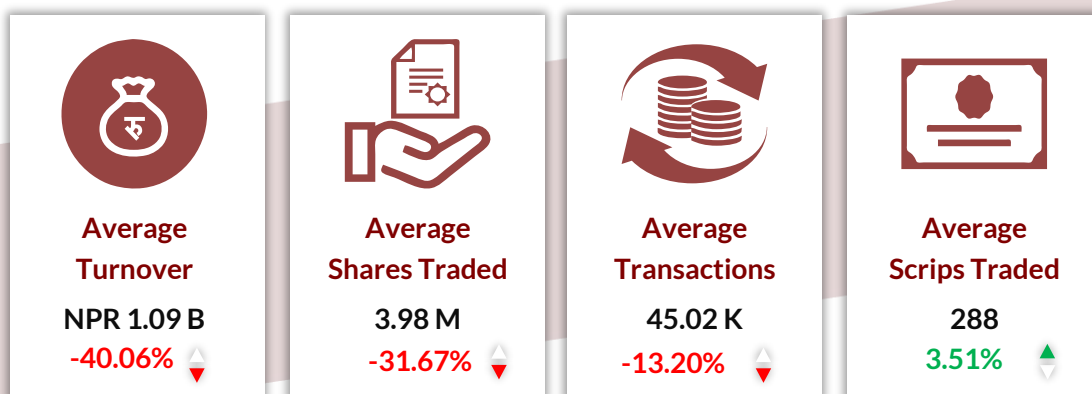 रु
Average
Turnover
NPR 1.09 B
-40.06%
Average
Shares Traded
3.98 M
-31.67%
Average
Transactions
45.02 K
-13.20%
Average
Scrips Traded
288
3.51%